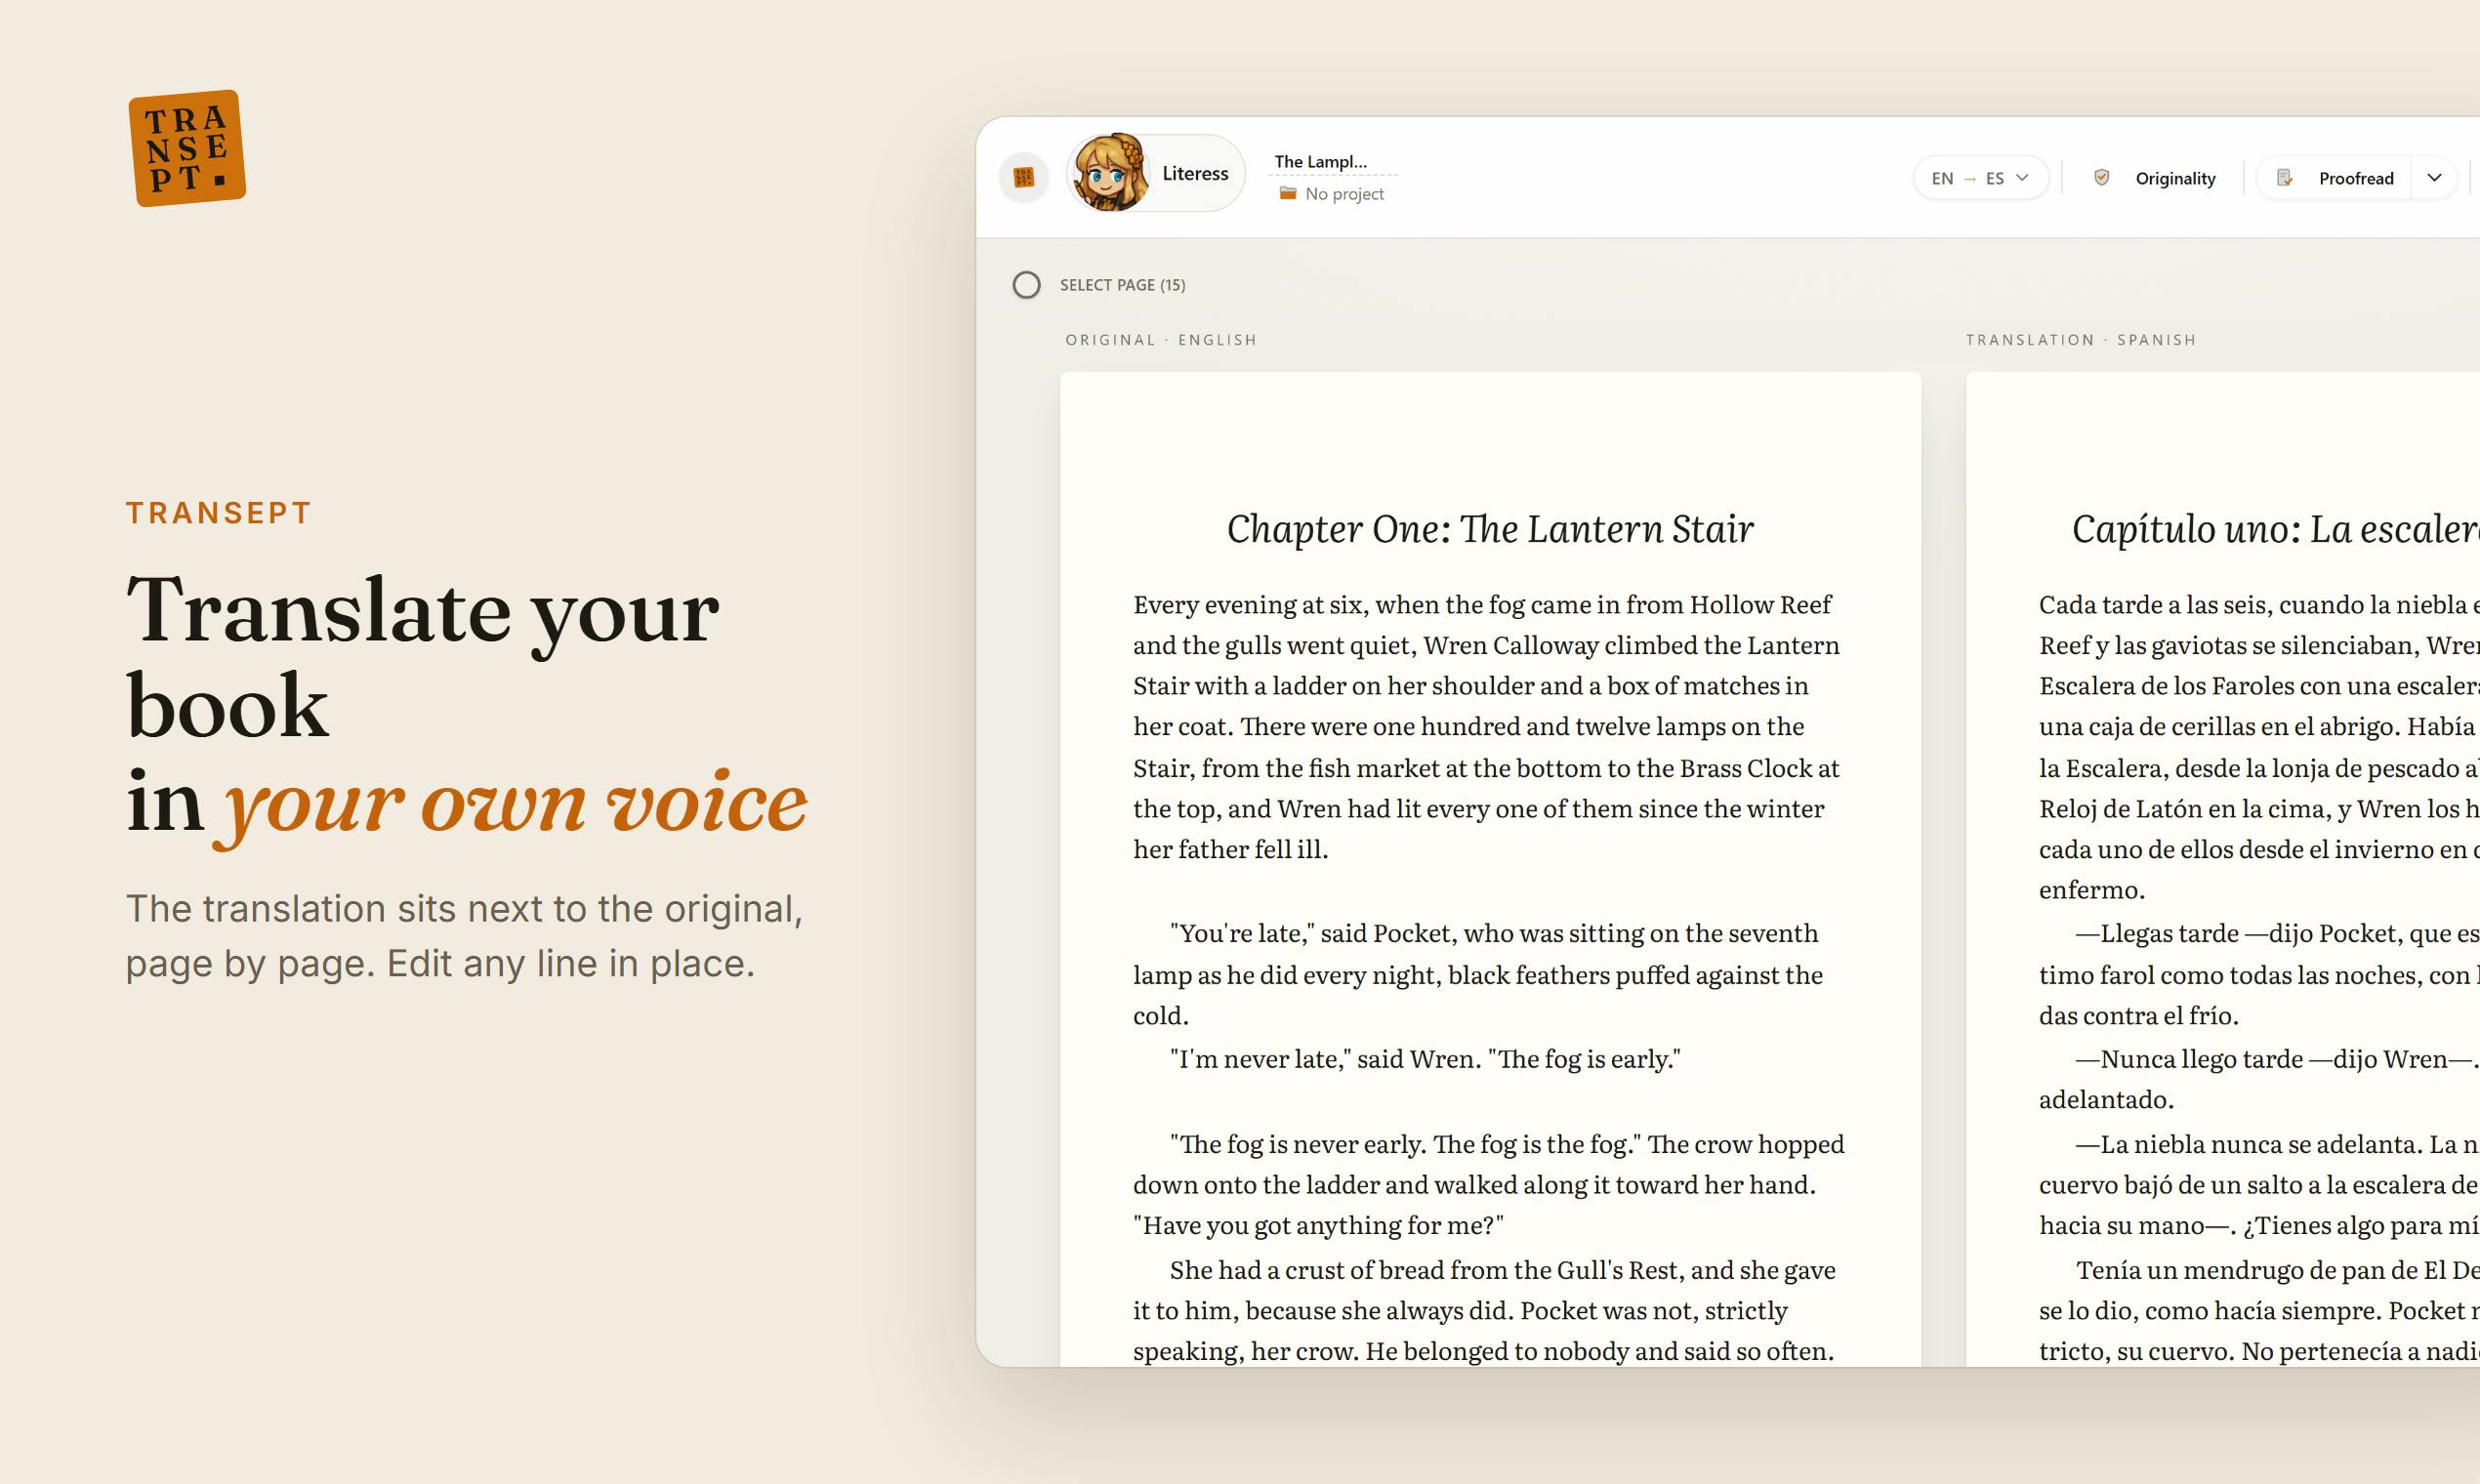 TRA
NSE
PT
TRANSEPT
Translate your
book
in your own voice
The translation sits next to the original,
page by page. Edit any line in place.
Literess
The Lampl...
No project
EN → ES
Originality
Proofread
SELECT PAGE (15)
ORIGINAL · ENGLISH
Chapter One: The Lantern Stair
Every evening at six, when the fog came in from Hollow Reef
and the gulls went quiet, Wren Calloway climbed the Lantern
Stair with a ladder on her shoulder and a box of matches in
her coat. There were one hundred and twelve lamps on the
Stair, from the fish market at the bottom to the Brass Clock at
the top, and Wren had lit every one of them since the winter
her father fell ill.
"You're late," said Pocket, who was sitting on the seventh
lamp as he did every night, black feathers puffed against the
cold.
"I'm never late," said Wren. "The fog is early."
"The fog is never early. The fog is the fog." The crow hopped
down onto the ladder and walked along it toward her hand.
"Have you got anything for me?"
She had a crust of bread from the Gull's Rest, and she gave
it to him, because she always did. Pocket was not, strictly
speaking, her crow. He belonged to nobody and said so often.
TRANSLATION · SPANISH
Capítulo uno: La escalera
Cada tarde a las seis, cuando la niebla
Reef y las gaviotas se silenciaban, Wren
Escalera de los Faroles con una escalera
una caja de cerillas en el abrigo. Había
la Escalera, desde la lonja de pescado
Reloj de Latón en la cima, y Wren los
cada uno de ellos desde el invierno en
enfermo.
—Llegas tarde —dijo Pocket, que
timo farol como todas las noches, con
das contra el frío.
—Nunca llego tarde —dijo Wren—.
adelantado.
—La niebla nunca se adelanta. La
cuervo bajó de un salto a la escalera de
hacia su mano—. ¿Tienes algo para mí
Tenía un mendrugo de pan de El
se lo dio, como hacía siempre. Pocket
tricto, su cuervo. No pertenecía a